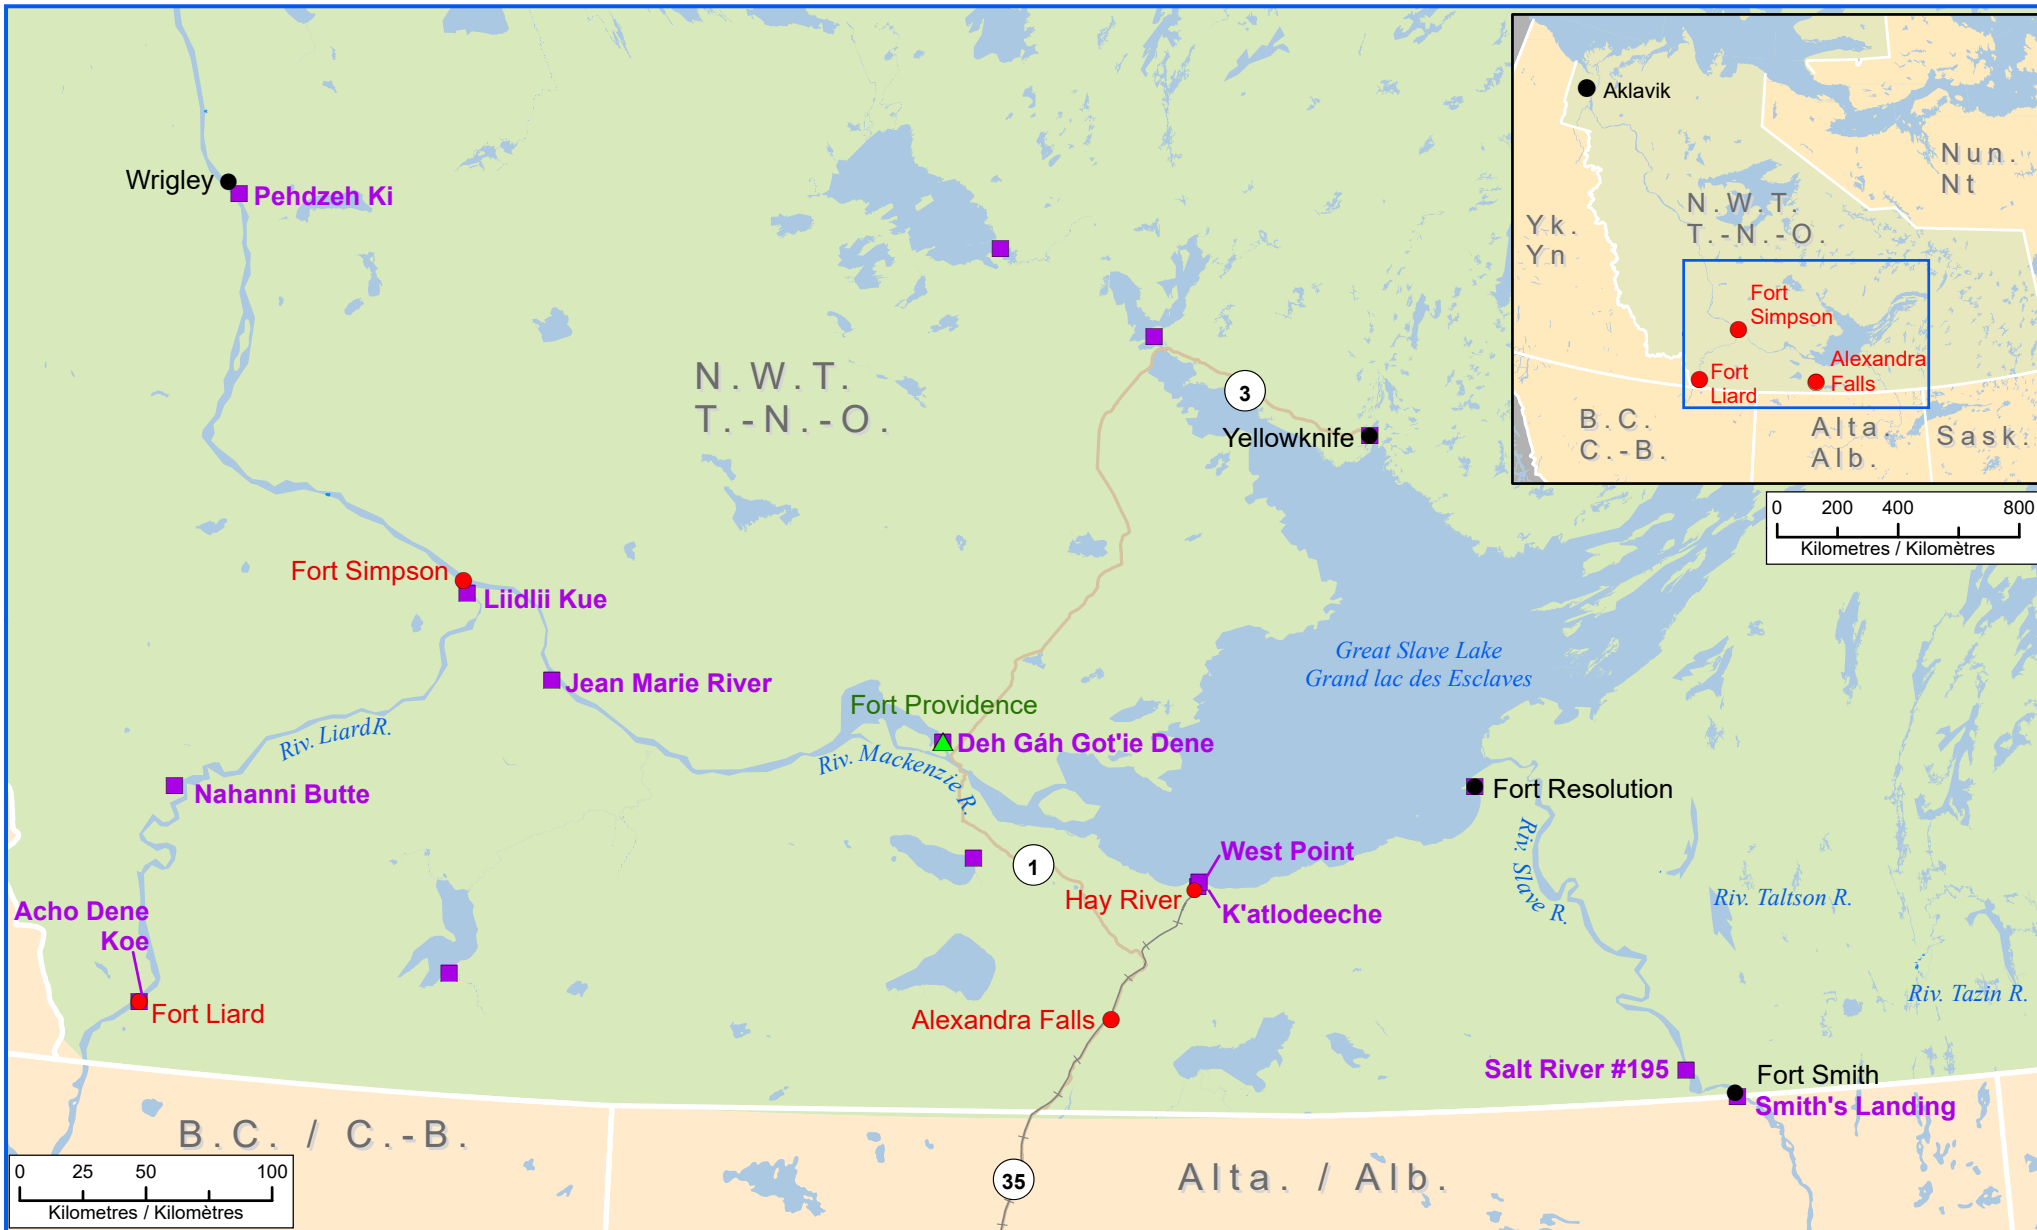 Wrigley
Pehdzeh Ki
N.W.T.
T.-N.-O.
3
Yellowknife
Fort Simpson
Liidlii Kue
Jean Marie River
Great Slave Lake
Grand lac des Esclaves
Fort Providence
Deh Gáh Got'ie Dene
Riv. Liard R.
Riv. Mackenzie R.
Nahanni Butte
Fort Resolution
Riv. Slave R.
1
West Point
Hay River
K'atlodeeche
Riv. Taltson R.
Acho Dene
Koe
Fort Liard
Alexandra Falls
Riv. Tazin R.
Salt River #195
Fort Smith
Smith's Landing
B.C. / C.-B.
Alta. / Alb.
35
0 25 50 100
Kilometres / Kilomètres
Aklavik
Nun.
Nt
N.W.T.
T.-N.-O.
Yk.
Yn
Fort
Simpson
Alexandra
Falls
Fort
Liard
B.C.
C.-B.
Alta.
Alb.
Sask.
0 200 400 800
Kilometres / Kilomètres